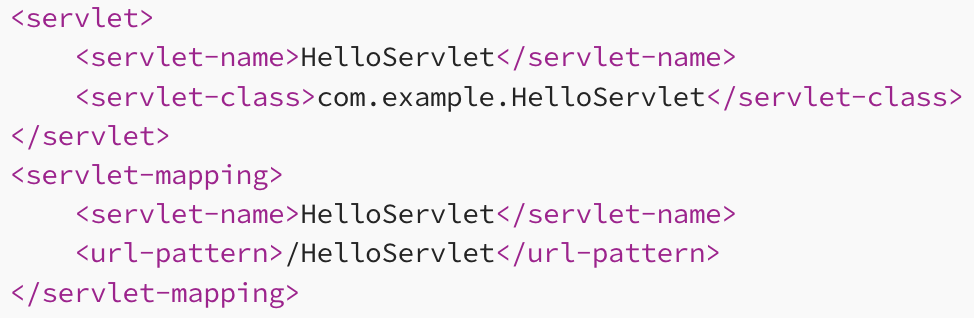 <servlet>
    <servlet-name>HelloServlet</servlet-name>
    <servlet-class>com.example.HelloServlet</servlet-class>
</servlet>
<servlet-mapping>
    <servlet-name>HelloServlet</servlet-name>
    <url-pattern>/HelloServlet</url-pattern>
</servlet-mapping>